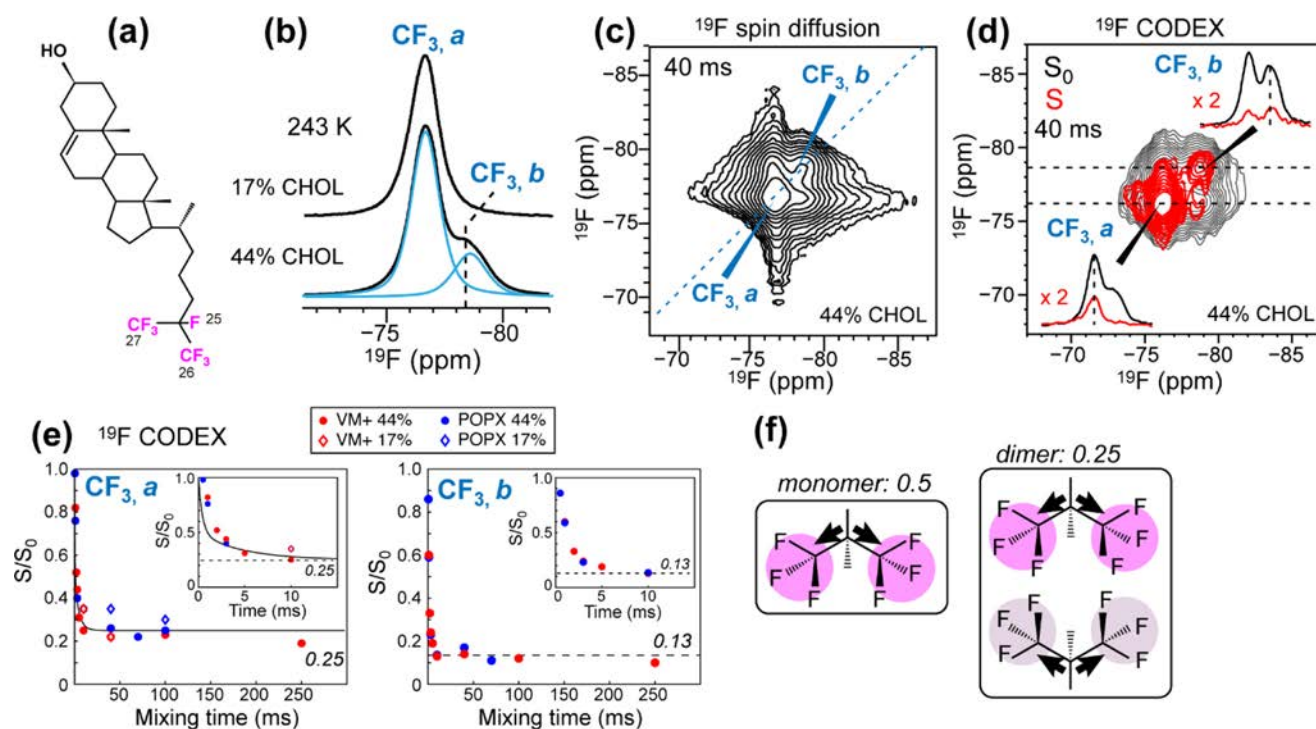 (a)
HO
CF₃
F
25
27
CF₃
26
(b)
CF₃, a
243 K
17% CHOL
CF₃, b
44% CHOL
−75 −80
¹⁹F (ppm)
(c)
¹⁹F spin diffusion
−85
−80
−75
−70
¹⁹F (ppm)
40 ms
CF₃, b
CF₃, a
44% CHOL
−70 −75 −80 −85
¹⁹F (ppm)
(d)
¹⁹F CODEX
−85
−80
−75
−70
¹⁹F (ppm)
S₀
S
40 ms
CF₃, b
x 2
CF₃, a
x 2
44% CHOL
−70 −75 −80 −85
¹⁹F (ppm)
(e)
¹⁹F CODEX
VM+ 44% POPX 44%
VM+ 17% POPX 17%
CF₃, a
S/S₀
1.0
0.8
0.6
0.4
0.2
0
0.25
0 50 100 150 200 250
Mixing time (ms)
S/S₀
1.0
0.5
0
0.25
0 5 10
Time (ms)
CF₃, b
S/S₀
1.0
0.8
0.6
0.4
0.2
0
0 50 100 150 200 250
Mixing time (ms)
0.13
S/S₀
1.0
0.5
0
0.13
0 5 10
Time (ms)
(f)
monomer: 0.5
F F
F F
F F
dimer: 0.25
F F
F F
F F
F F
F F
F F